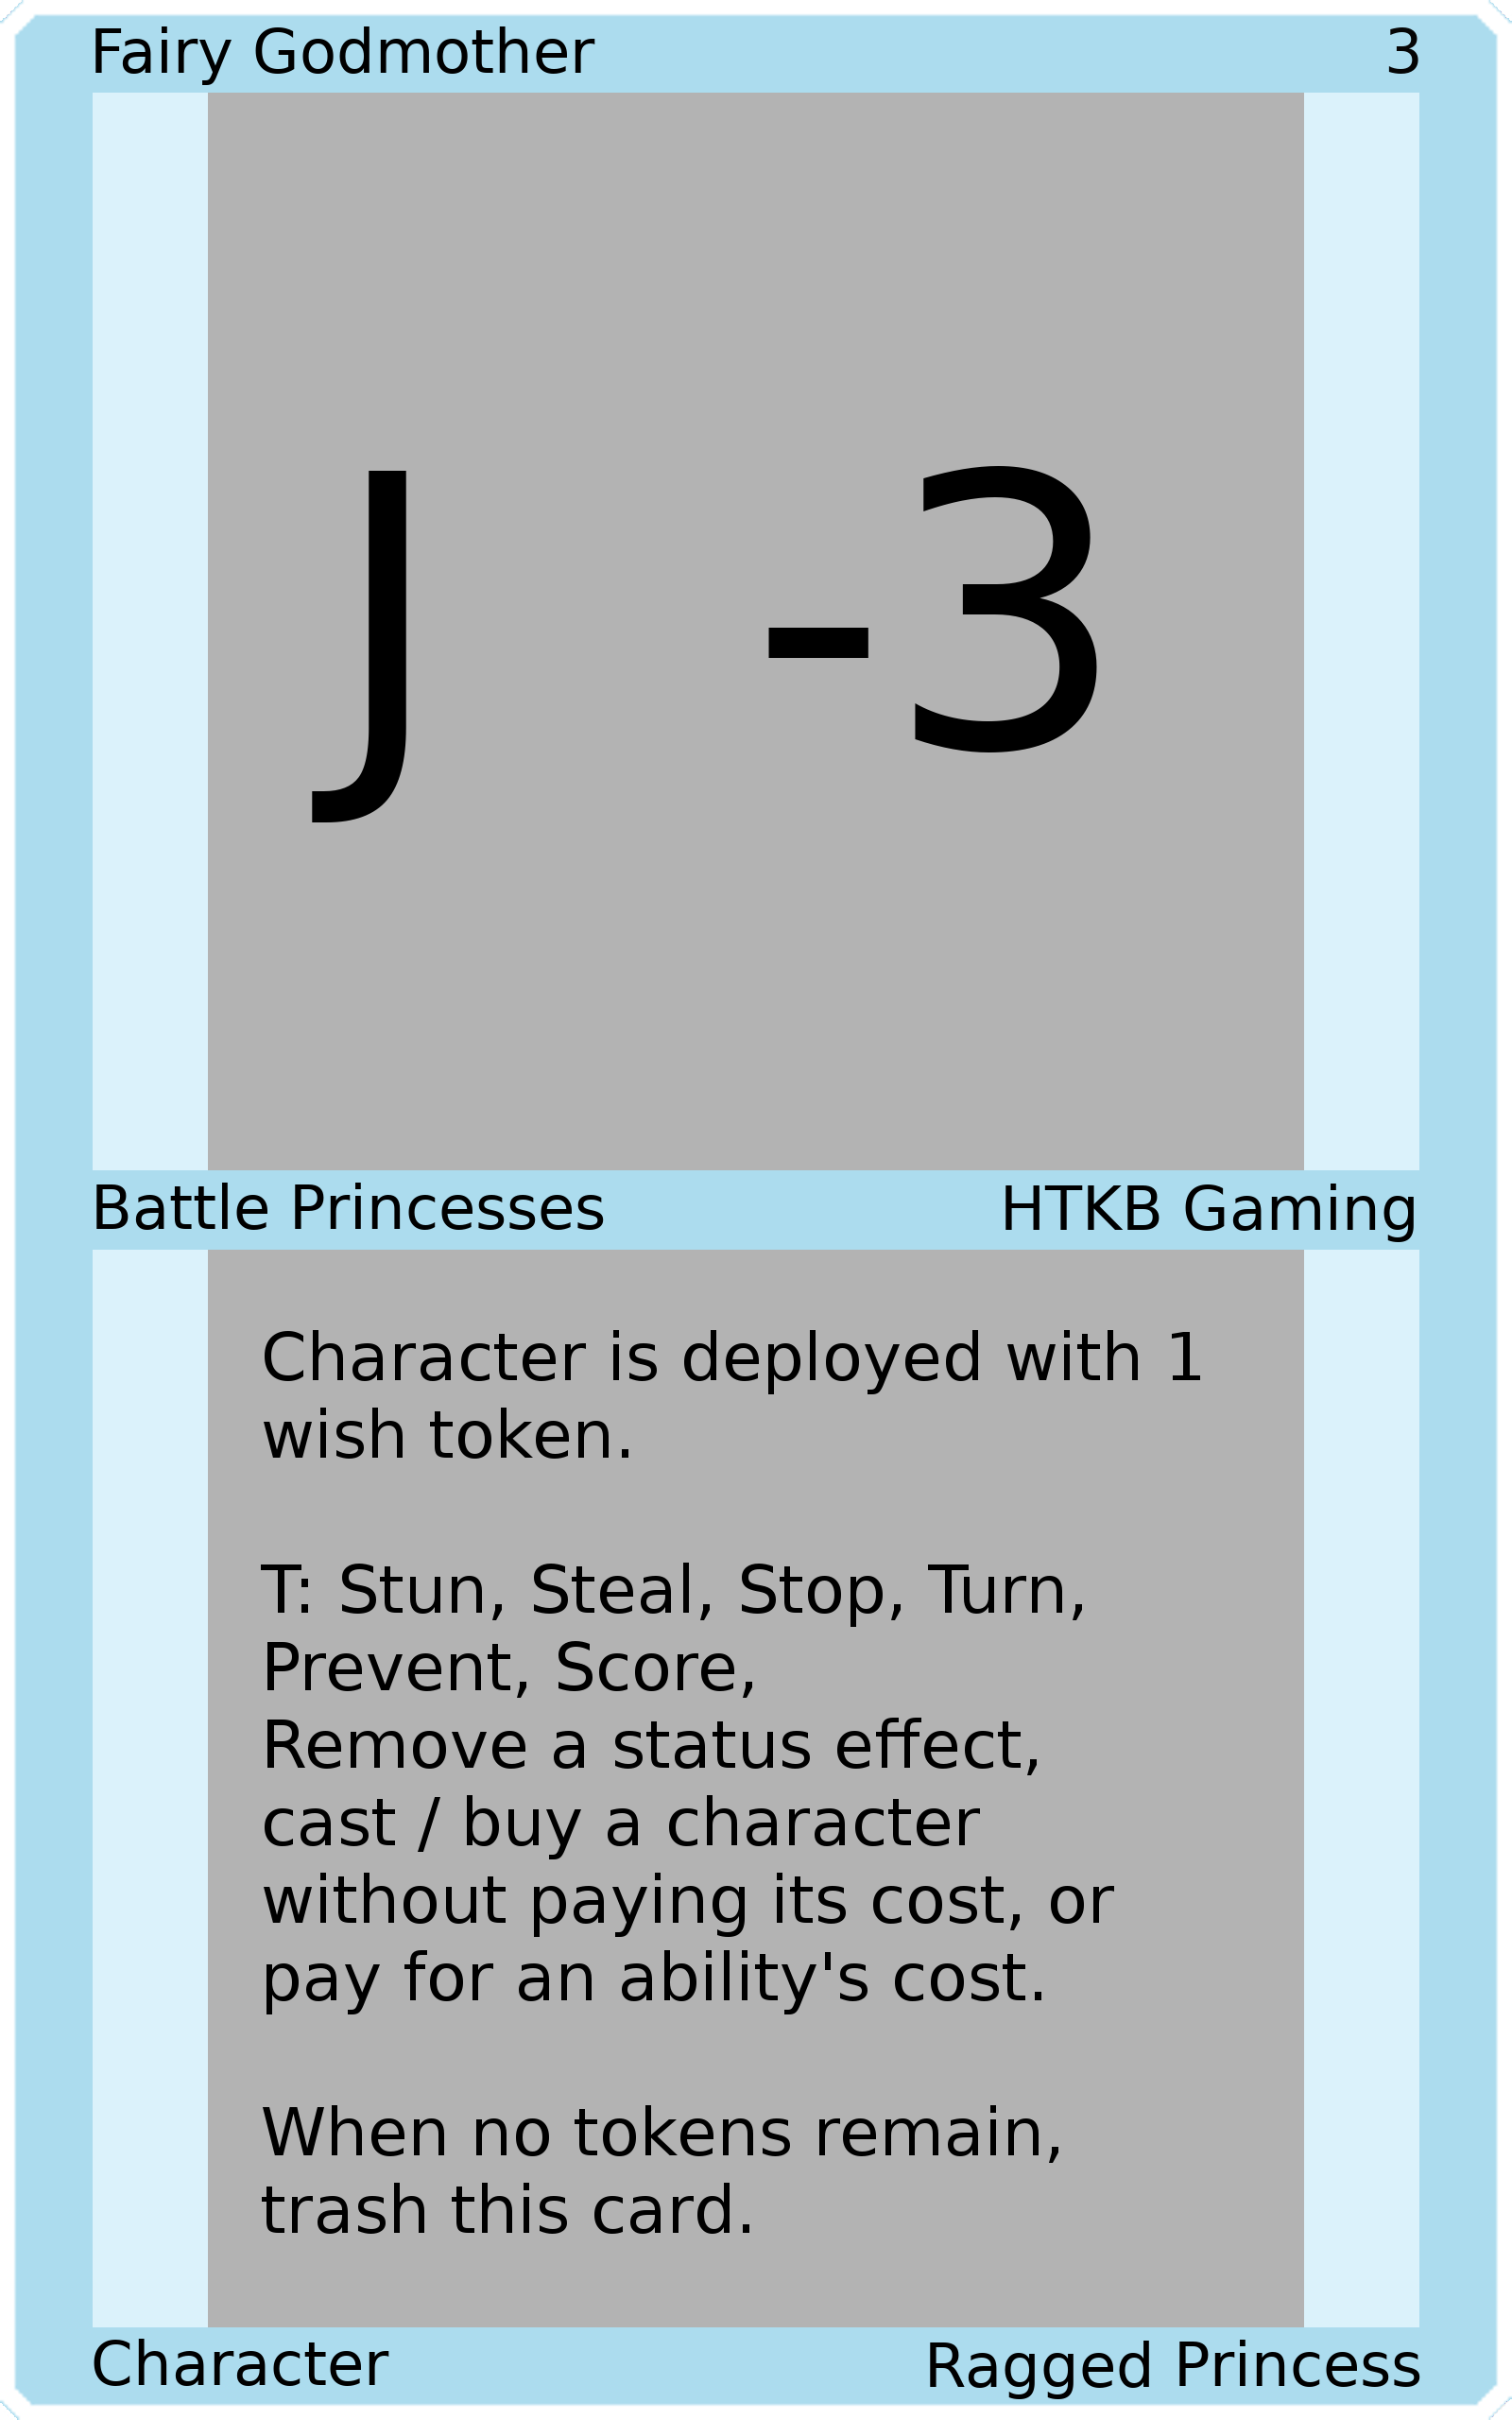 Fairy Godmother 3
J -3
Battle Princesses HTKB Gaming
Character is deployed with 1
wish token.
T: Stun, Steal, Stop, Turn,
Prevent, Score,
Remove a status effect,
cast / buy a character
without paying its cost, or
pay for an ability's cost.
When no tokens remain,
trash this card.
Character Ragged Princess